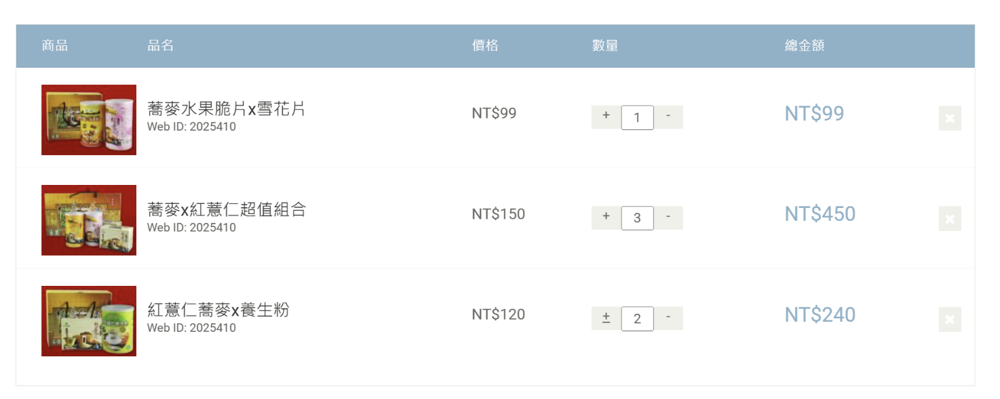 商品 品名 價格 數量 總金額
蕎麥水果脆片x雪花片
Web ID: 2025410
NT$99
+ 1 -
NT$99
蕎麥x紅薏仁超值組合
Web ID: 2025410
NT$150
+ 3 -
NT$450
紅薏仁蕎麥x養生粉
Web ID: 2025410
NT$120
+ 2 -
NT$240